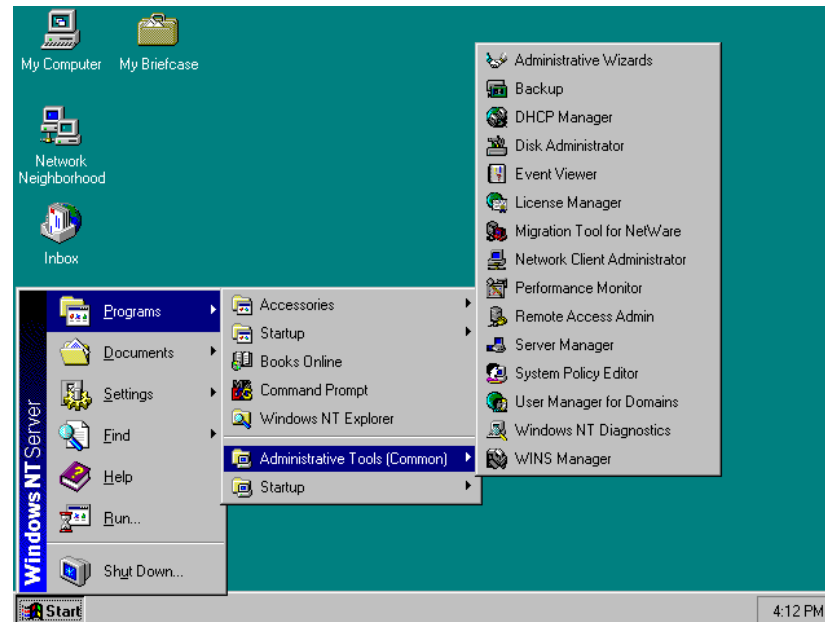 My Computer
My Briefcase
Network
Neighborhood
Inbox
Windows NT Server
Programs
Documents
Settings
Find
Help
Run...
Shut Down...
Accessories
Startup
Books Online
Command Prompt
Windows NT Explorer
Administrative Tools (Common)
Startup
Administrative Wizards
Backup
DHCP Manager
Disk Administrator
Event Viewer
License Manager
Migration Tool for NetWare
Network Client Administrator
Performance Monitor
Remote Access Admin
Server Manager
System Policy Editor
User Manager for Domains
Windows NT Diagnostics
WINS Manager
Start
4:12 PM